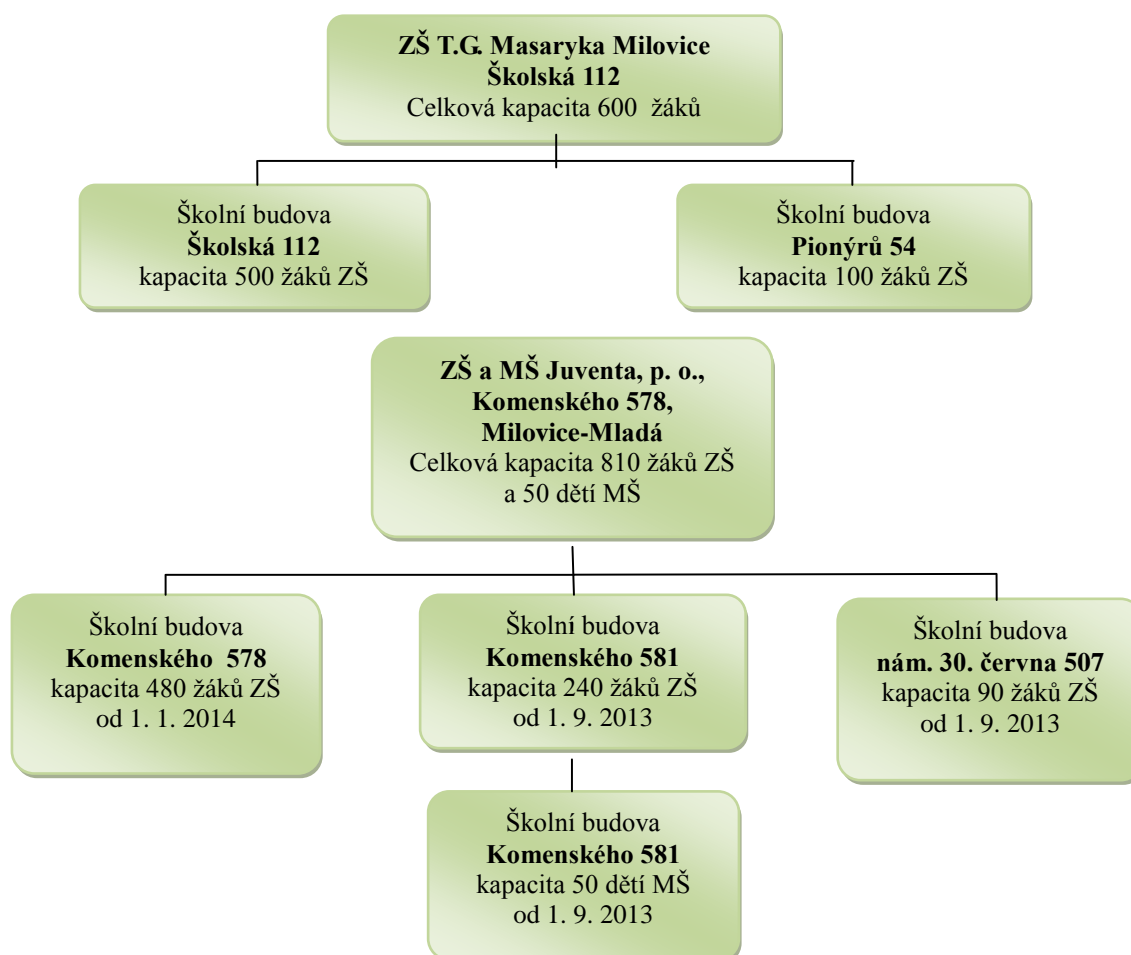 ZŠ T.G. Masaryka Milovice
Školská 112
Celková kapacita 600 žáků
Školní budova
Školská 112
kapacita 500 žáků ZŠ
Školní budova
Pionýrů 54
kapacita 100 žáků ZŠ
ZŠ a MŠ Juventa, p. o.,
Komenského 578,
Milovice-Mladá
Celková kapacita 810 žáků ZŠ
a 50 dětí MŠ
Školní budova
Komenského 578
kapacita 480 žáků ZŠ
od 1. 1. 2014
Školní budova
Komenského 581
kapacita 240 žáků ZŠ
od 1. 9. 2013
Školní budova
nám. 30. června 507
kapacita 90 žáků ZŠ
od 1. 9. 2013
Školní budova
Komenského 581
kapacita 50 dětí MŠ
od 1. 9. 2013